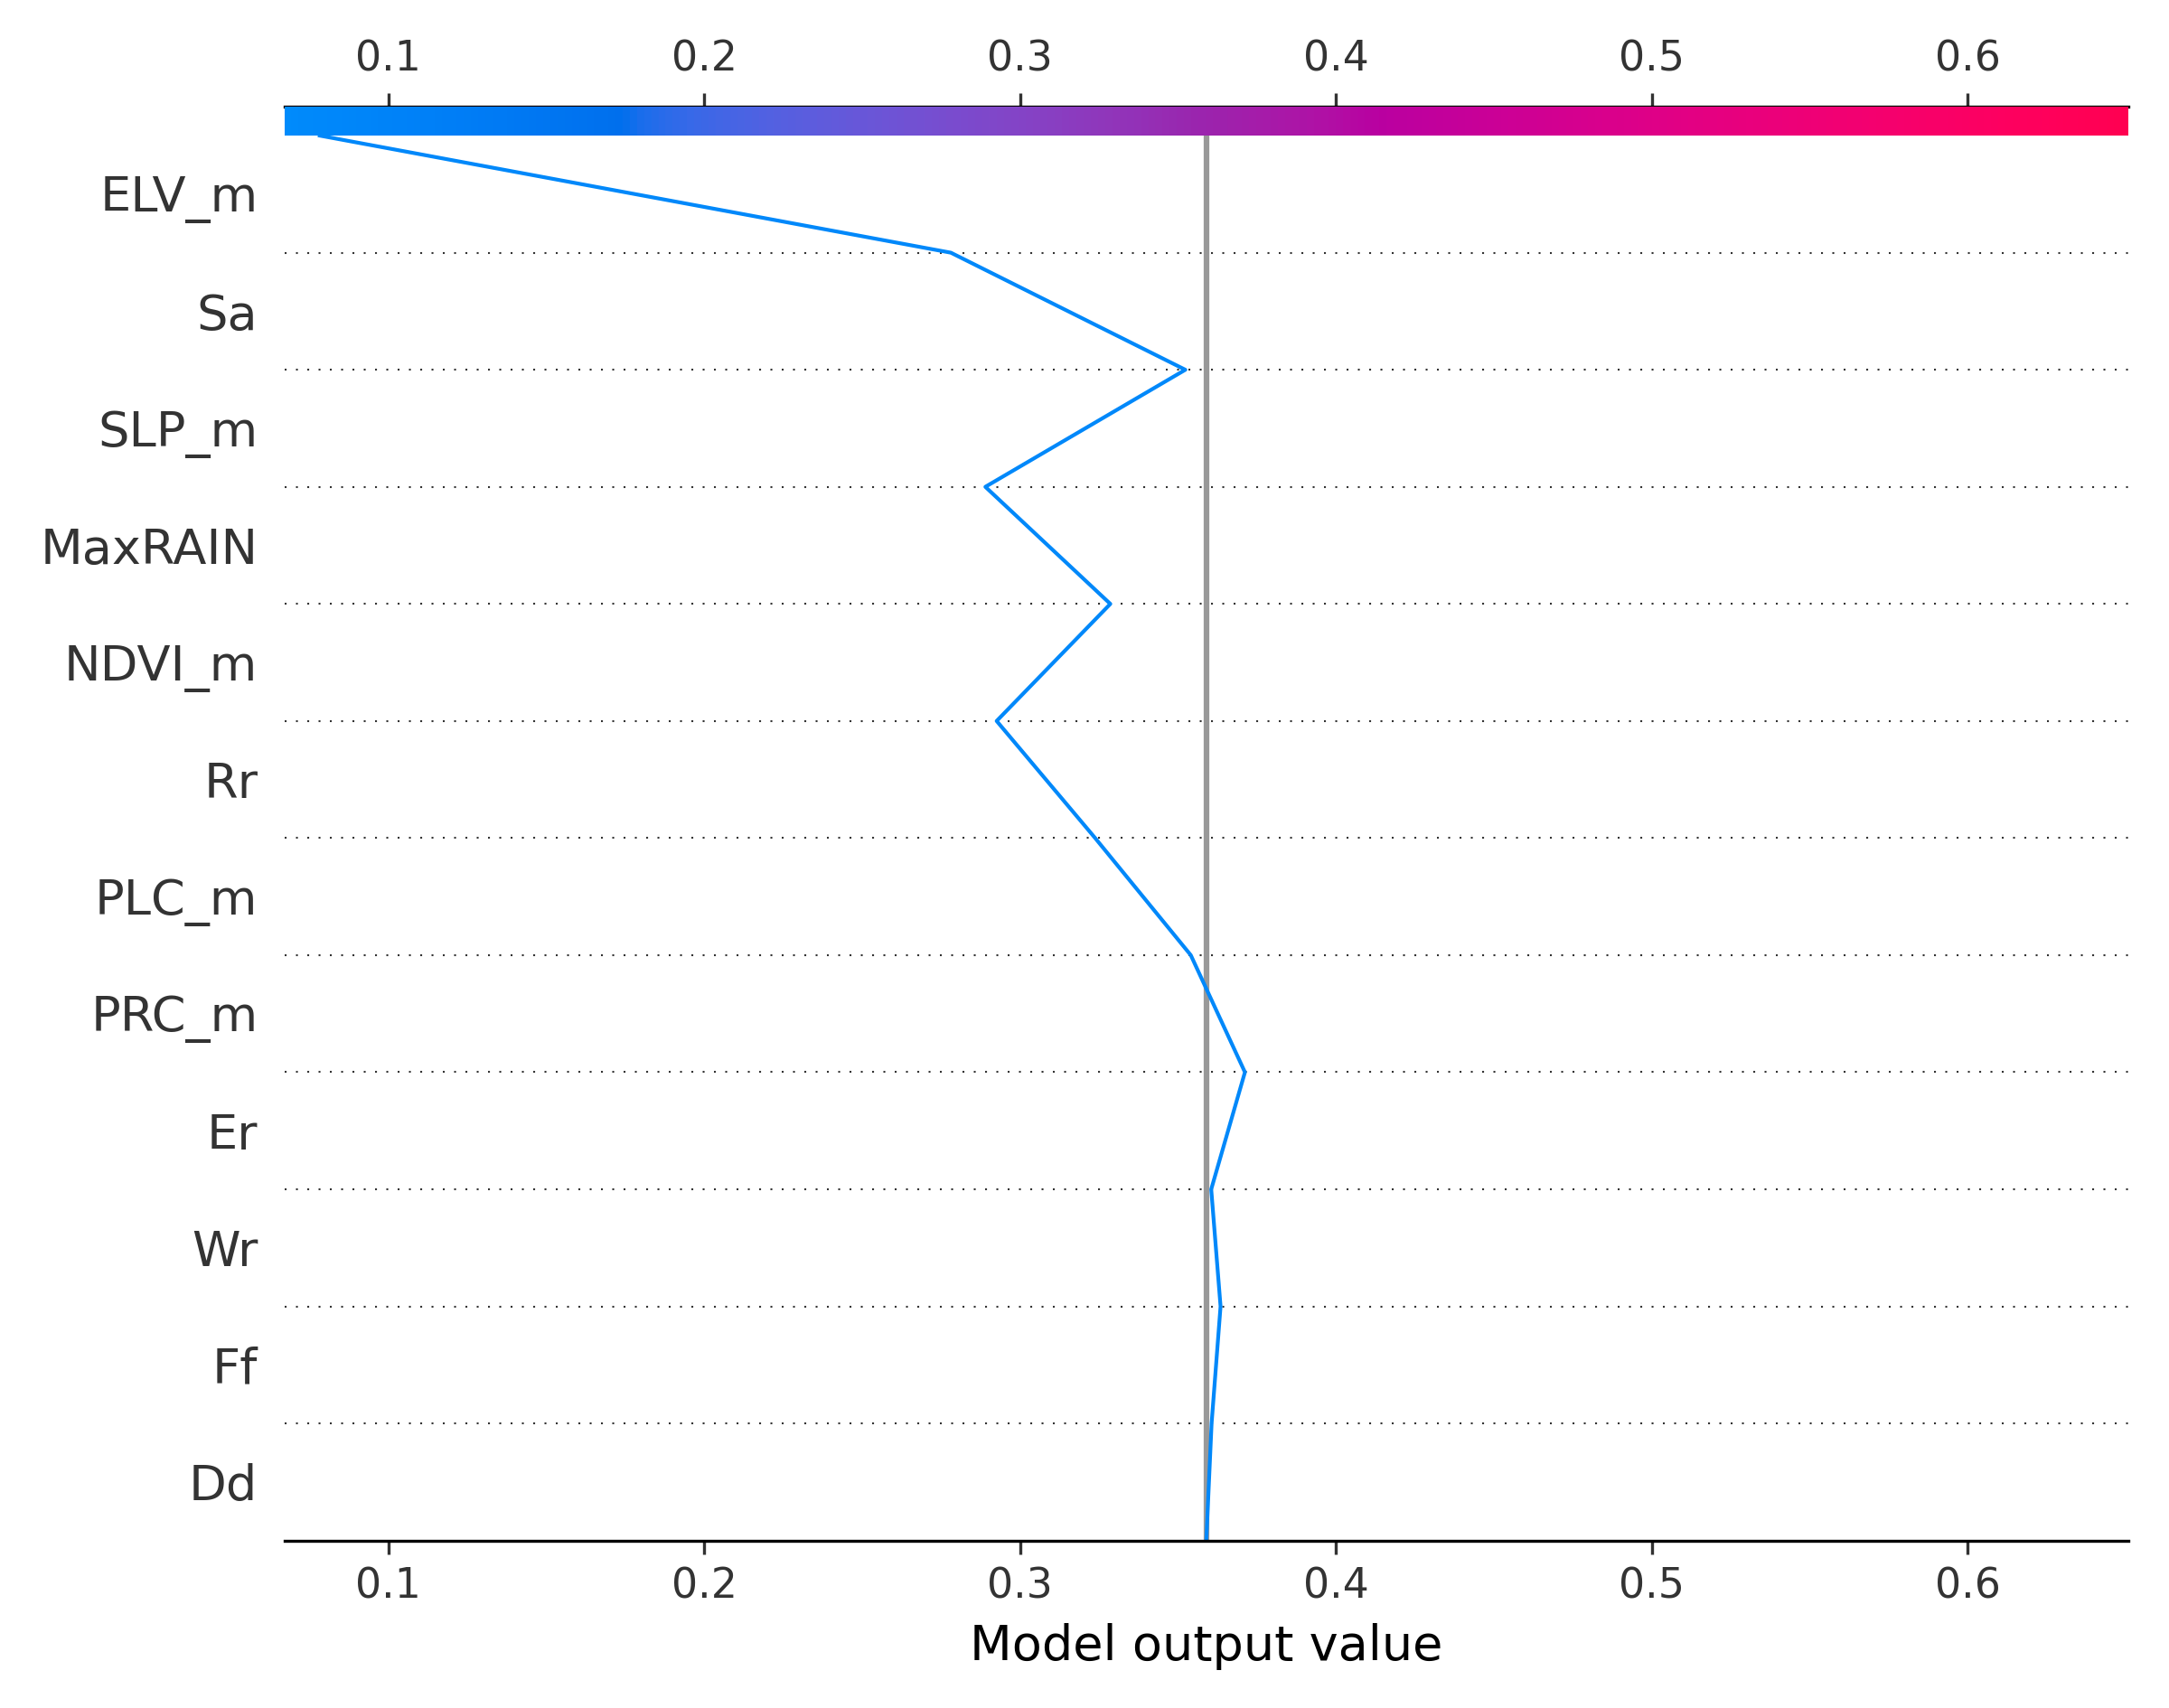 0.1 0.2 0.3 0.4 0.5 0.6
ELV_m
Sa
SLP_m
MaxRAIN
NDVI_m
Rr
PLC_m
PRC_m
Er
Wr
Ff
Dd
0.1 0.2 0.3 0.4 0.5 0.6
Model output value